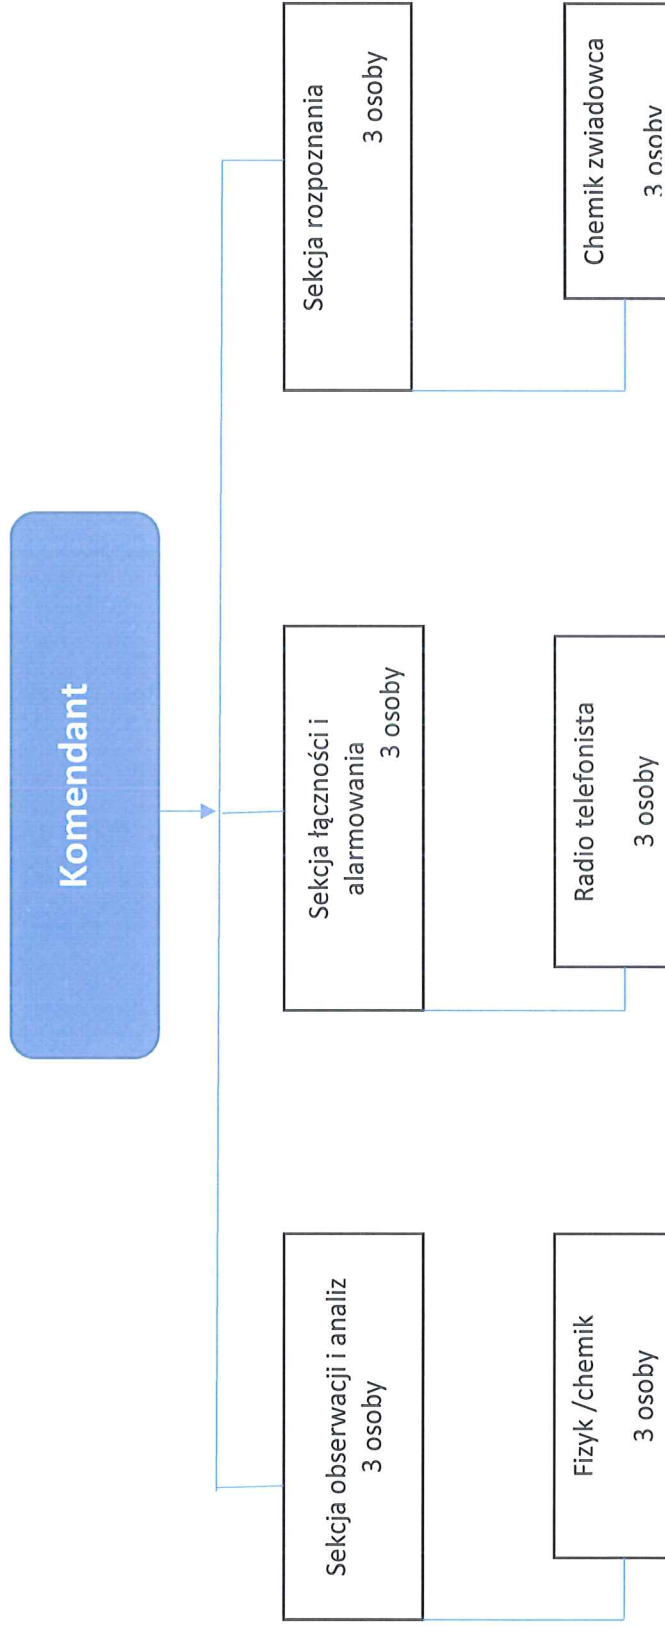 Komendant
Sekcja obserwacji i analiz
3 osoby
Sekcja łączności i
alarmowania
3 osoby
Sekcja rozpoznania
3 osoby
Fizyk /chemik
3 osoby
Radio telefonista
3 osoby
Chemik zwiadowca
3 osoby